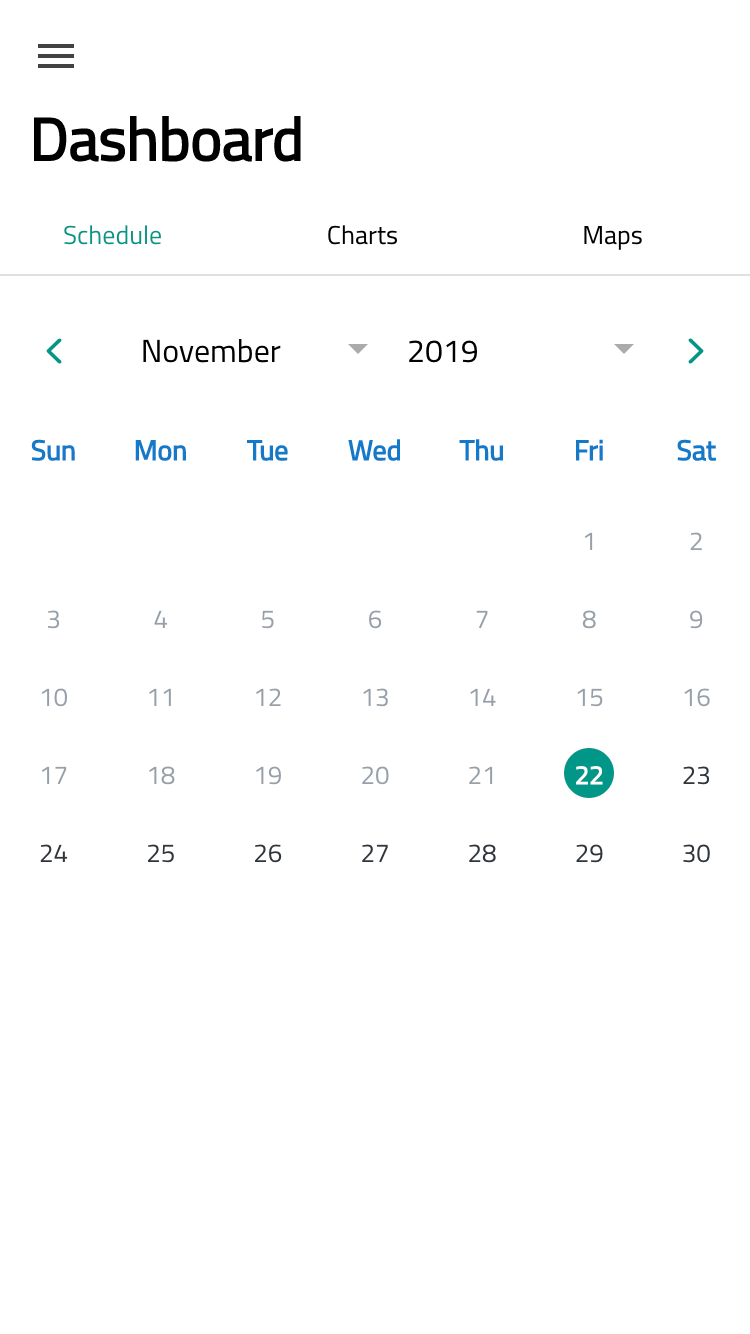 Dashboard
Schedule Charts Maps
November 2019
Sun Mon Tue Wed Thu Fri Sat
1 2
3 4 5 6 7 8 9
10 11 12 13 14 15 16
17 18 19 20 21 22 23
24 25 26 27 28 29 30